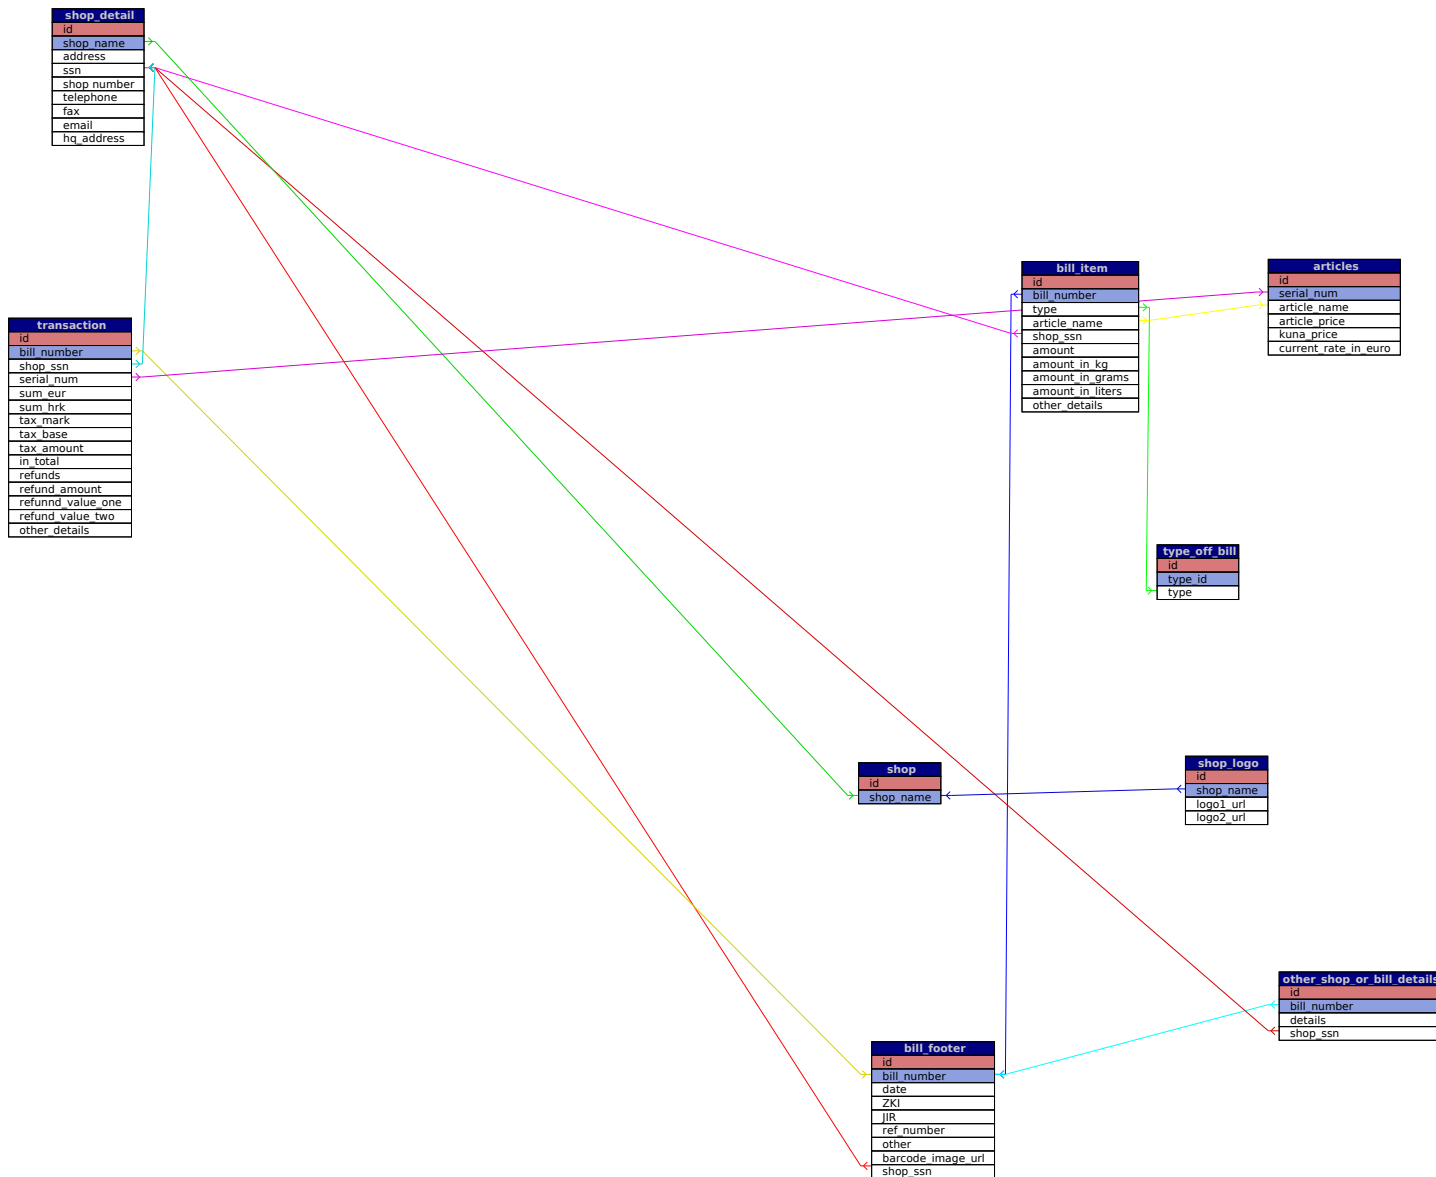 shop_detail
id
shop_name
address
ssn
shop number
telephone
fax
email
hq_address
bill_item
id
bill_number
type
article_name
shop_ssn
amount
amount_in_kg
amount_in_grams
amount_in_liters
other_details
articles
id
serial_num
article_name
article_price
kuna_price
current_rate_in_euro
transaction
id
bill_number
shop_ssn
serial_num
sum_eur
sum_hrk
tax_mark
tax_base
tax_amount
in_total
refunds
refund_amount
refunnd_value_one
refund_value_two
other_details
type_off_bill
id
type_id
type
shop
id
shop_name
shop_logo
id
shop_name
logo1_url
logo2_url
other_shop_or_bill_details
id
bill_number
details
shop_ssn
bill_footer
id
bill_number
date
ZKI
JIR
ref_number
other
barcode_image_url
shop_ssn